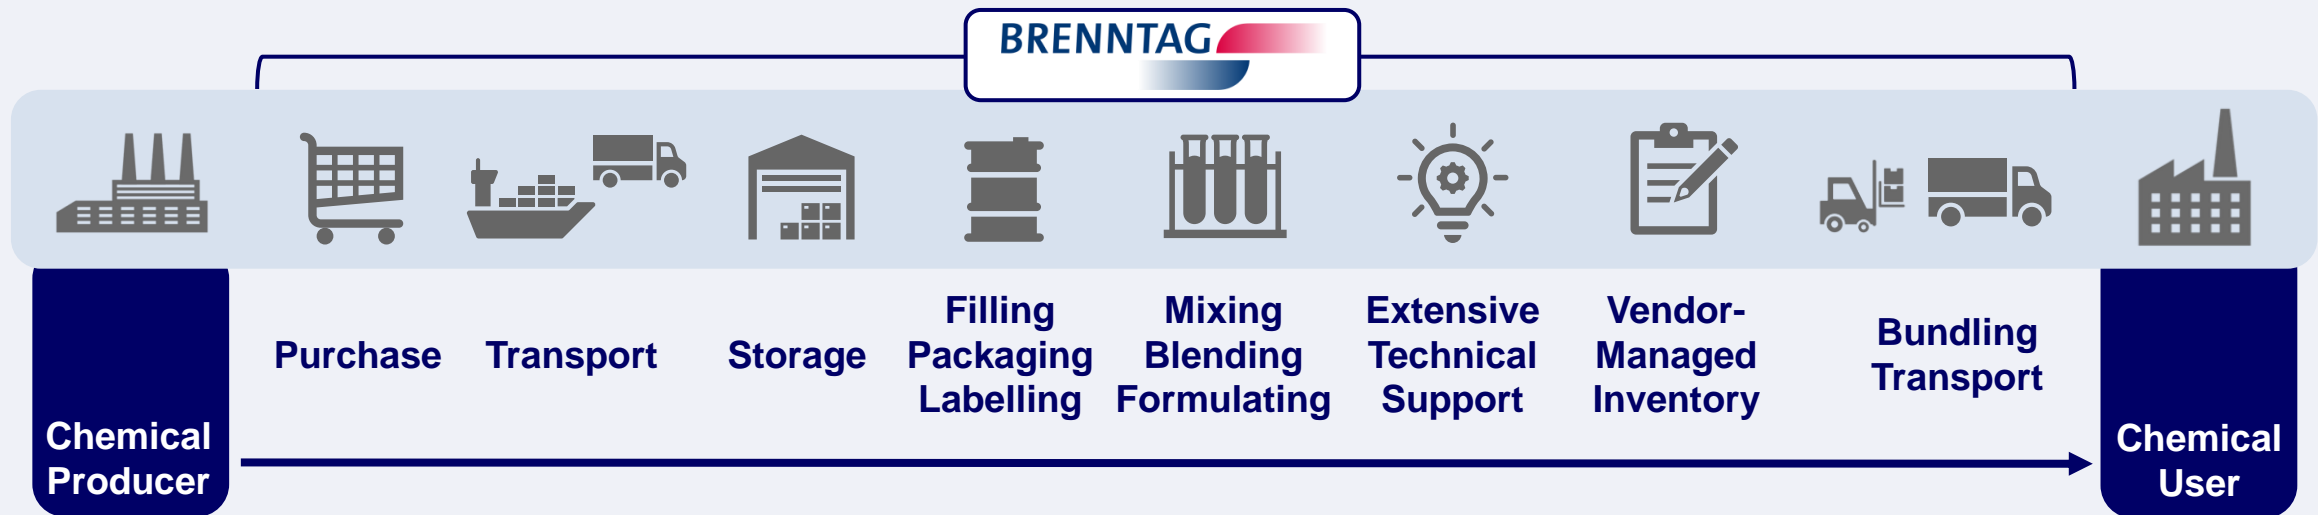 BRENNTAG
Chemical
Producer
Purchase
Transport
Storage
Filling
Packaging
Labelling
Mixing
Blending
Formulating
Extensive
Technical
Support
Vendor-
Managed
Inventory
Bundling
Transport
Chemical
User